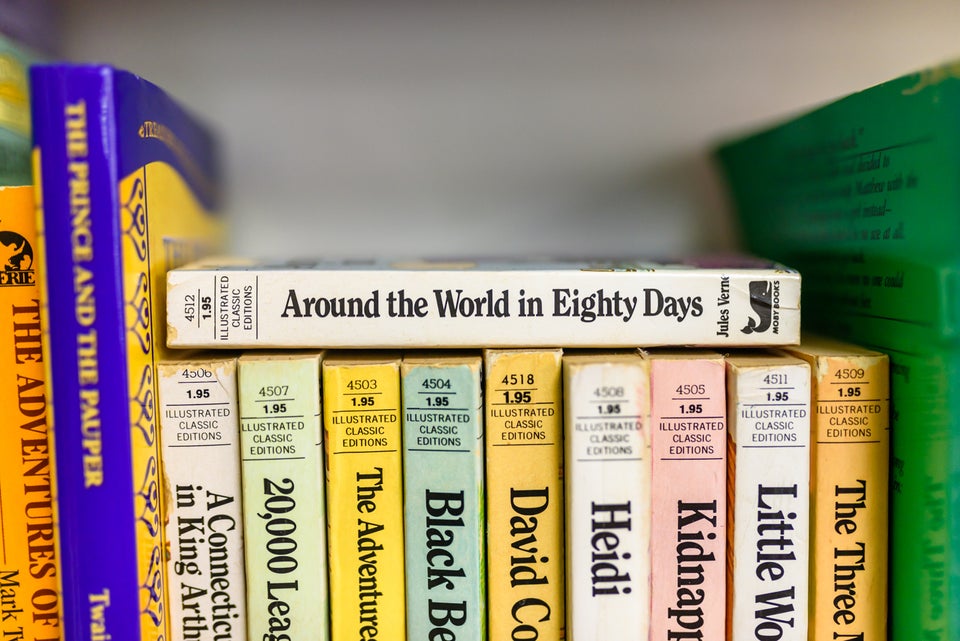 THE ADVENTURES OF
Mark
THE PRINCE AND THE PAUPER
Twai
4512
1.95
ILLUSTRATED
CLASSIC
EDITIONS
Around the World in Eighty Days
Jules Verne
MOBY BOOKS
4506
1.95
ILLUSTRATED
CLASSIC
EDITIONS
A Connecticu
in King Arth
4507
1.95
ILLUSTRATED
CLASSIC
EDITIONS
20,000 Leag
4503
1.95
ILLUSTRATED
CLASSIC
EDITIONS
The Adventures
4504
1.95
ILLUSTRATED
CLASSIC
EDITIONS
Black Be
4518
1.95
ILLUSTRATED
CLASSIC
EDITIONS
David Co
4508
1.95
ILLUSTRATED
CLASSIC
EDITIONS
Heidi
4505
1.95
ILLUSTRATED
CLASSIC
EDITIONS
Kidnapp
4511
1.95
ILLUSTRATED
CLASSIC
EDITIONS
Little Wo
4509
1.95
ILLUSTRATED
CLASSIC
EDITIONS
The Three